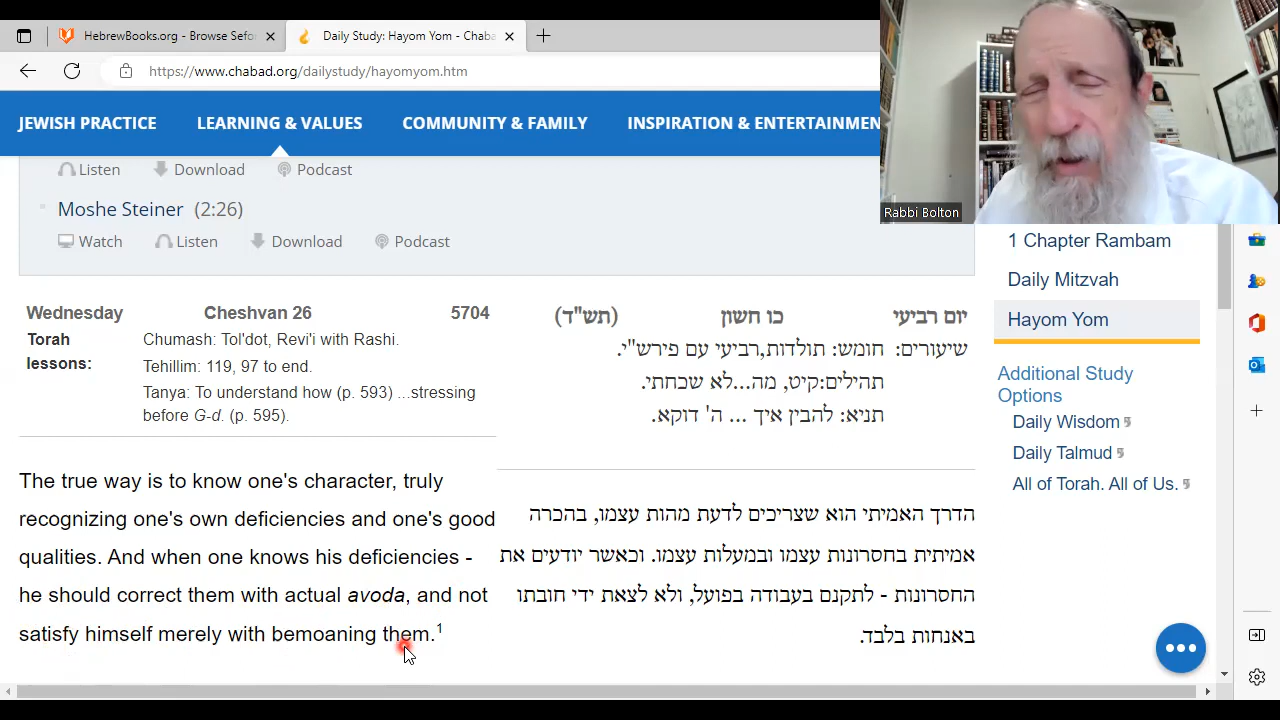 HebrewBooks.org - Browse Sefo
Daily Study: Hayom Yom - Chaba
https://www.chabad.org/dailystudy/hayomyom.htm
JEWISH PRACTICE
LEARNING & VALUES
COMMUNITY & FAMILY
INSPIRATION & ENTERTAINMEN
Listen
Download
Podcast
Moshe Steiner (2:26)
Watch
Listen
Download
Podcast
Rabbi Bolton
Wednesday Cheshvan 26 5704
Torah lessons:
Chumash: Tol'dot, Revi'i with Rashi.
Tehillim: 119, 97 to end.
Tanya: To understand how (p. 593) ...stressing
before G-d. (p. 595).
The true way is to know one's character, truly
recognizing one's own deficiencies and one's good
qualities. And when one knows his deficiencies -
he should correct them with actual avoda, and not
satisfy himself merely with bemoaning them.1
יום רביעי כו חשון (תש"ד)
שיעורים: חומש: תולדות,רביעי עם פירש"י.
תהילים:קיט, מה...לא שכחתי.
תניא: להבין איך ... ה' דוקא.
הדרך האמיתי הוא שצריכים לדעת מהות עצמו, בהכרה
אמיתית בחסרונות עצמו ובמעלות עצמו. וכאשר יודעים את
החסרונות - לתקנם בעבודה בפועל, ולא לצאת ידי חובתו
באנחות בלבד.
1 Chapter Rambam
Daily Mitzvah
Hayom Yom
Additional Study
Options
Daily Wisdom
Daily Talmud
All of Torah. All of Us.